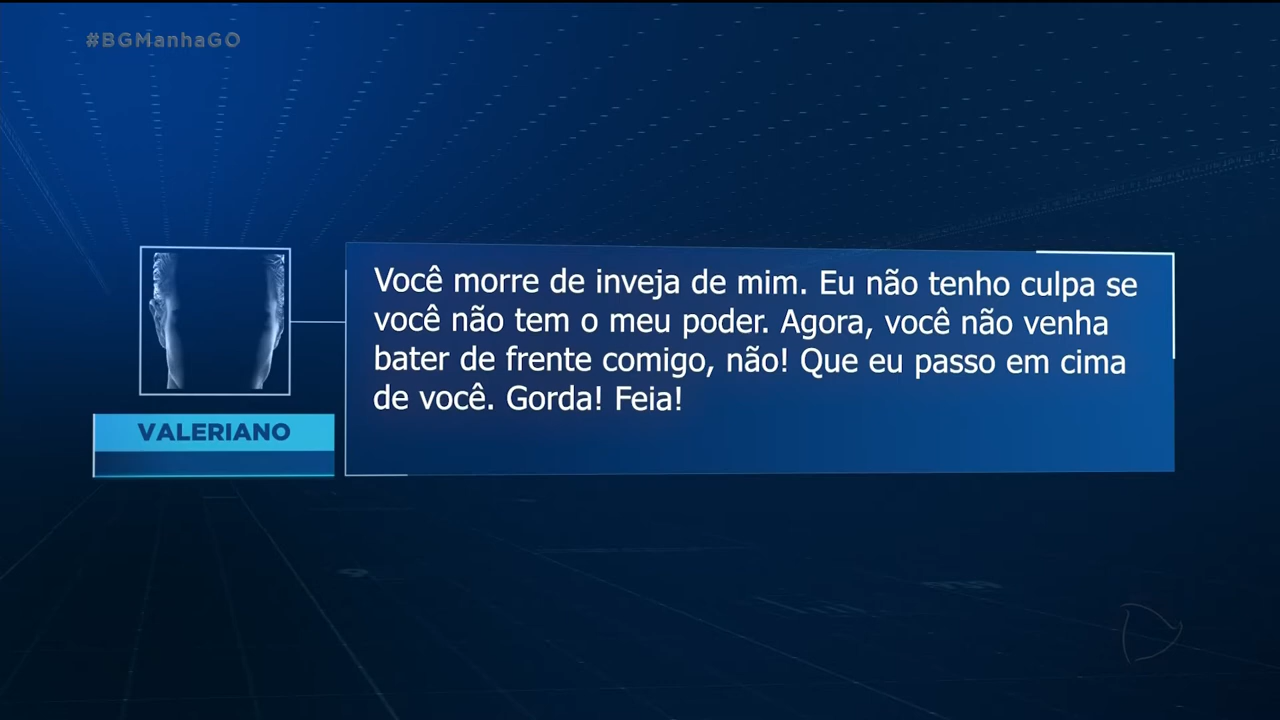 #BGManhaGO
Você morre de inveja de mim. Eu não tenho culpa se
você não tem o meu poder. Agora, você não venha
bater de frente comigo, não! Que eu passo em cima
de você. Gorda! Feia!
VALERIANO